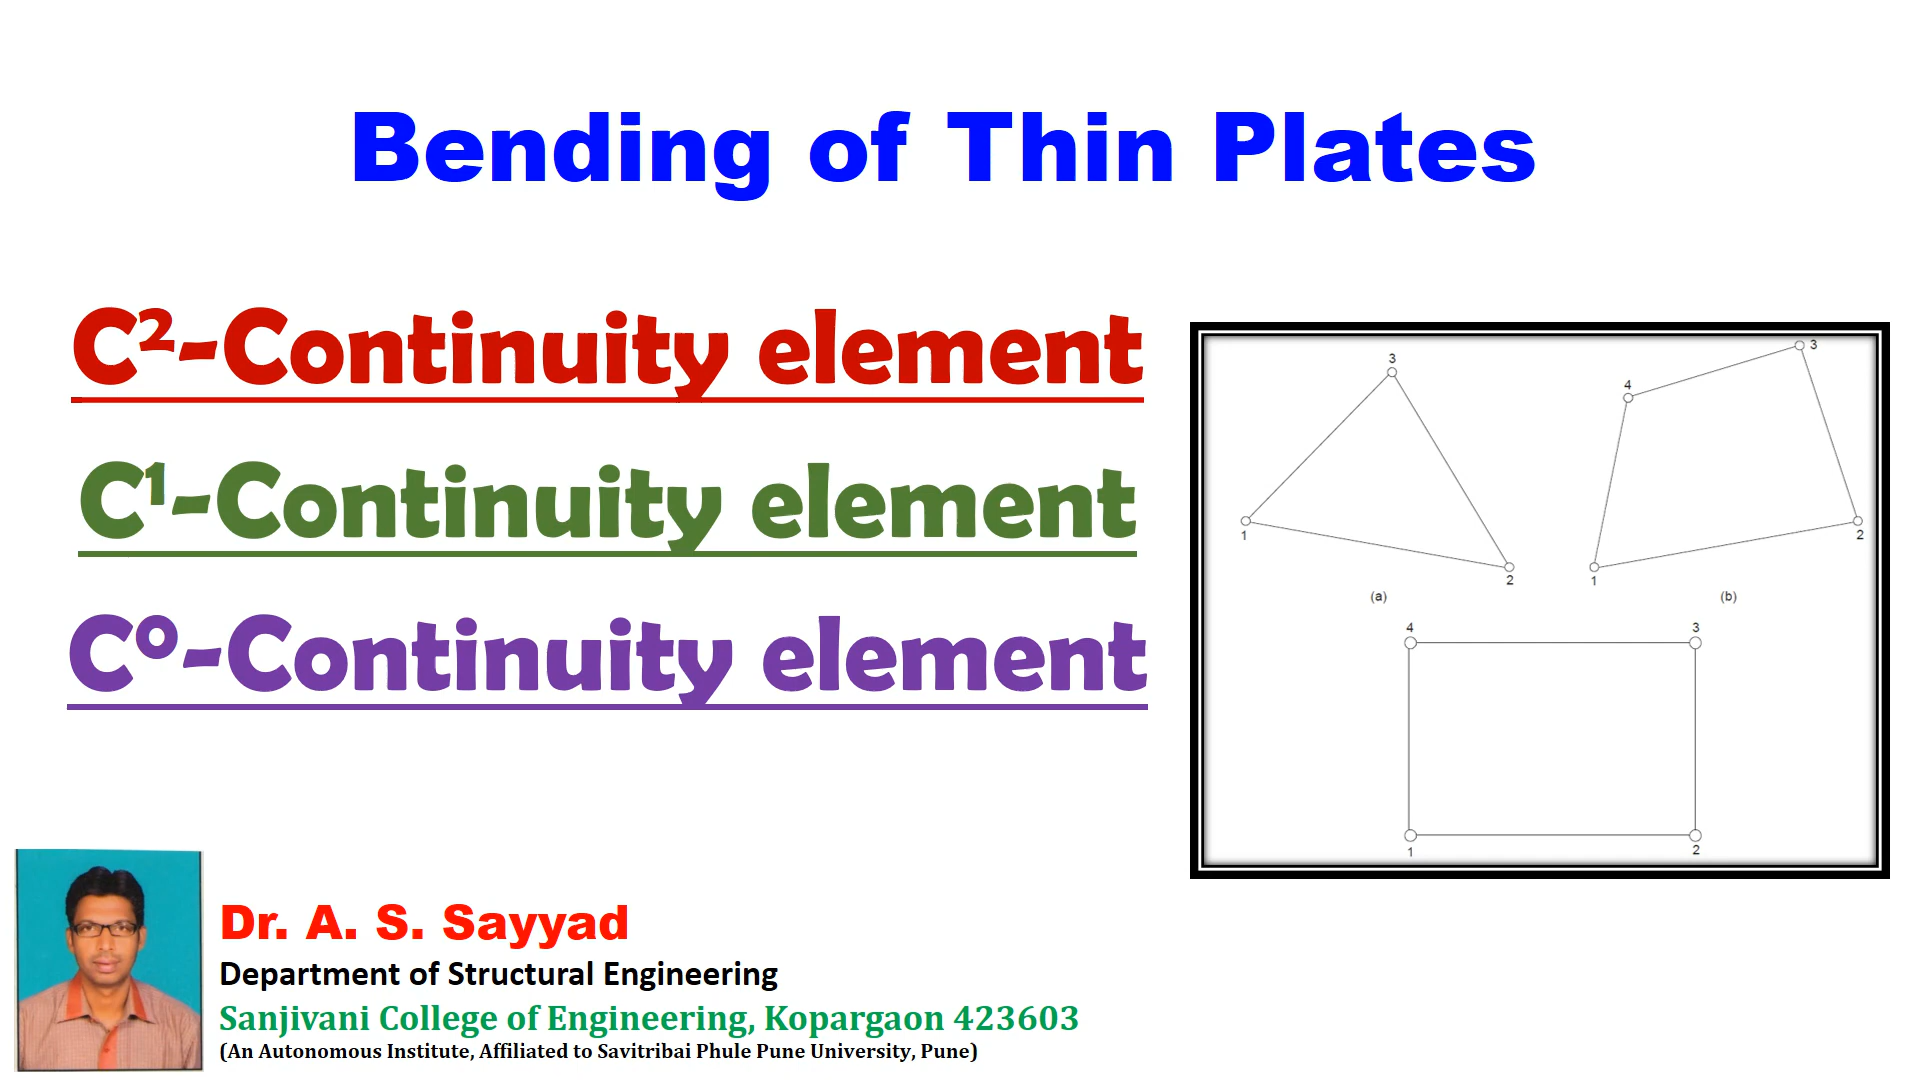 Bending of Thin Plates
C²-Continuity element
C¹-Continuity element
C⁰-Continuity element
3
1
2
(a)
3
4
2
1
(b)
4
3
1
2
Dr. A. S. Sayyad
Department of Structural Engineering
Sanjivani College of Engineering, Kopargaon 423603
(An Autonomous Institute, Affiliated to Savitribai Phule Pune University, Pune)